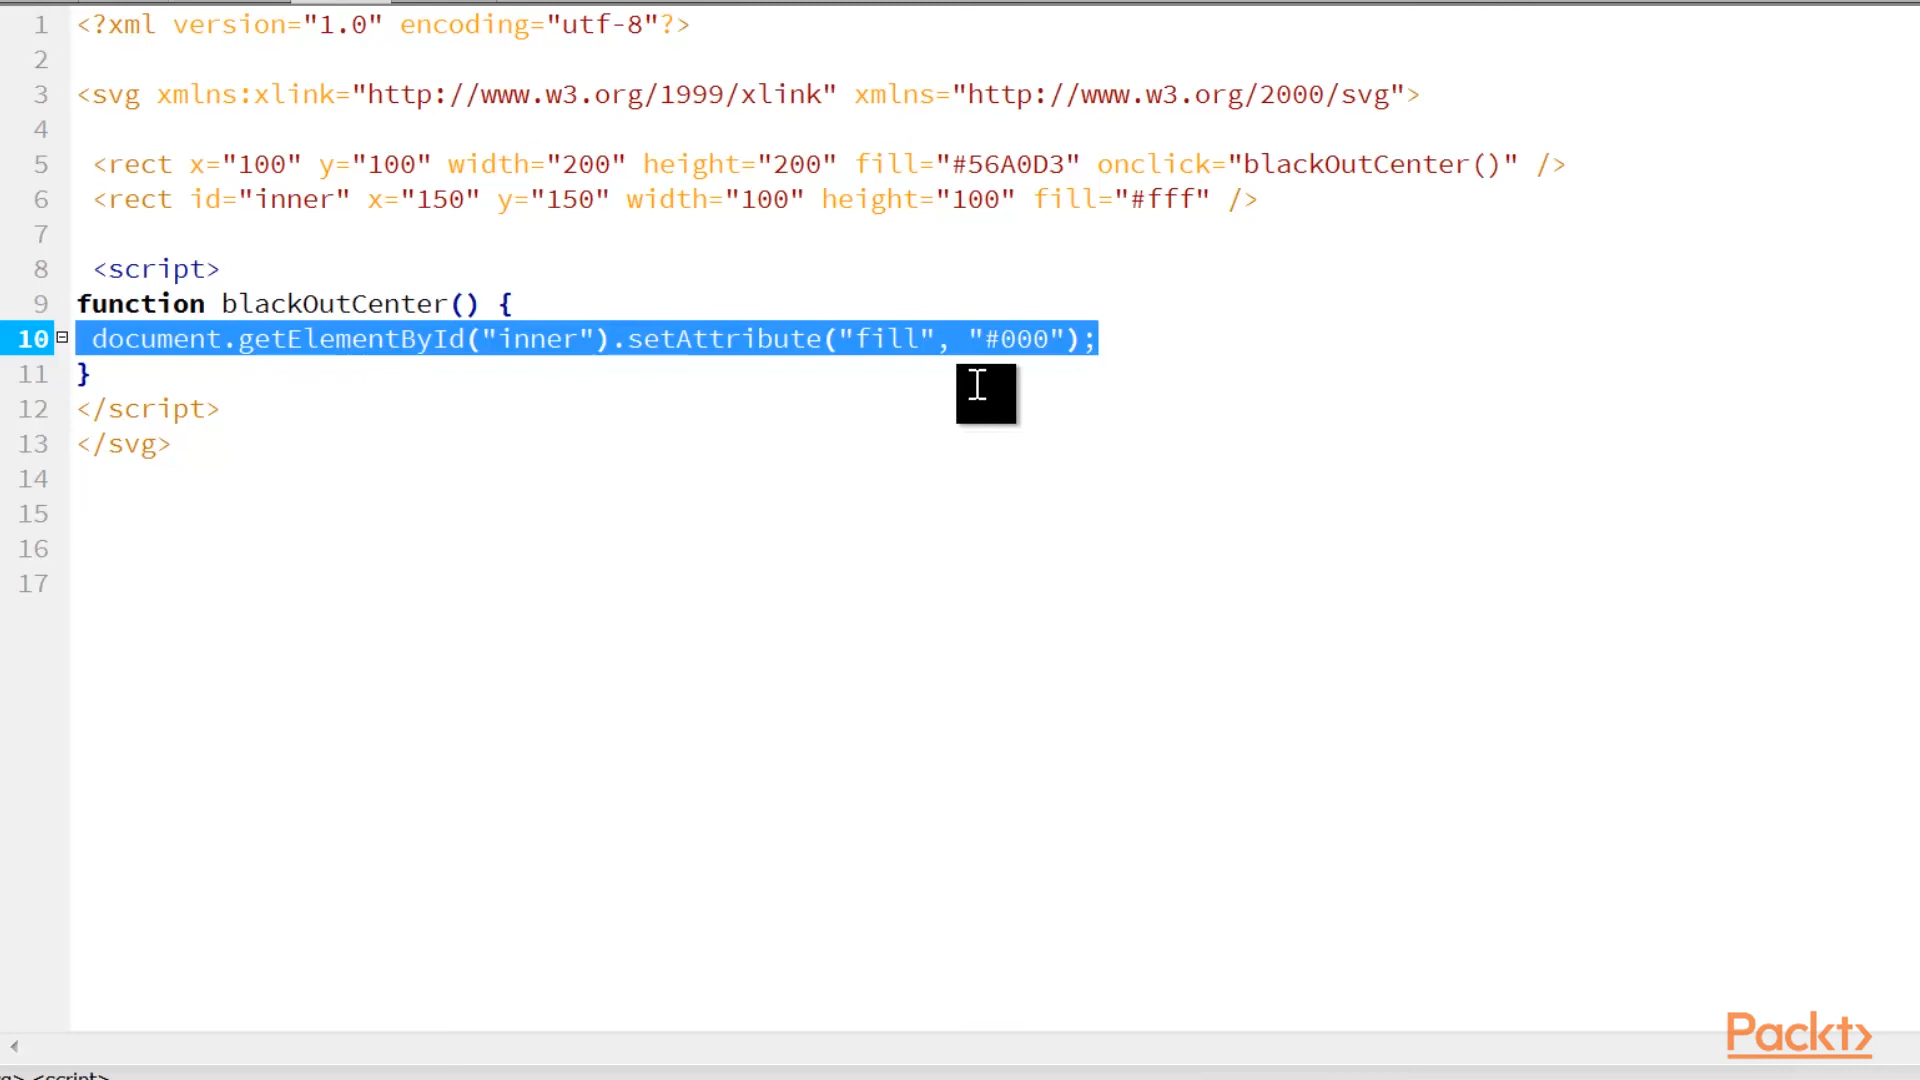 1 <?xml version="1.0" encoding="utf-8"?>
2
3 <svg xmlns:xlink="http://www.w3.org/1999/xlink" xmlns="http://www.w3.org/2000/svg">
4
5 <rect x="100" y="100" width="200" height="200" fill="#56A0D3" onclick="blackOutCenter()" />
6 <rect id="inner" x="150" y="150" width="100" height="100" fill="#fff" />
7
8 <script>
9 function blackOutCenter() {
10 document.getElementById("inner").setAttribute("fill", "#000");
11 }
12 </script>
13 </svg>
14
15
16
17
Packt>
<script>